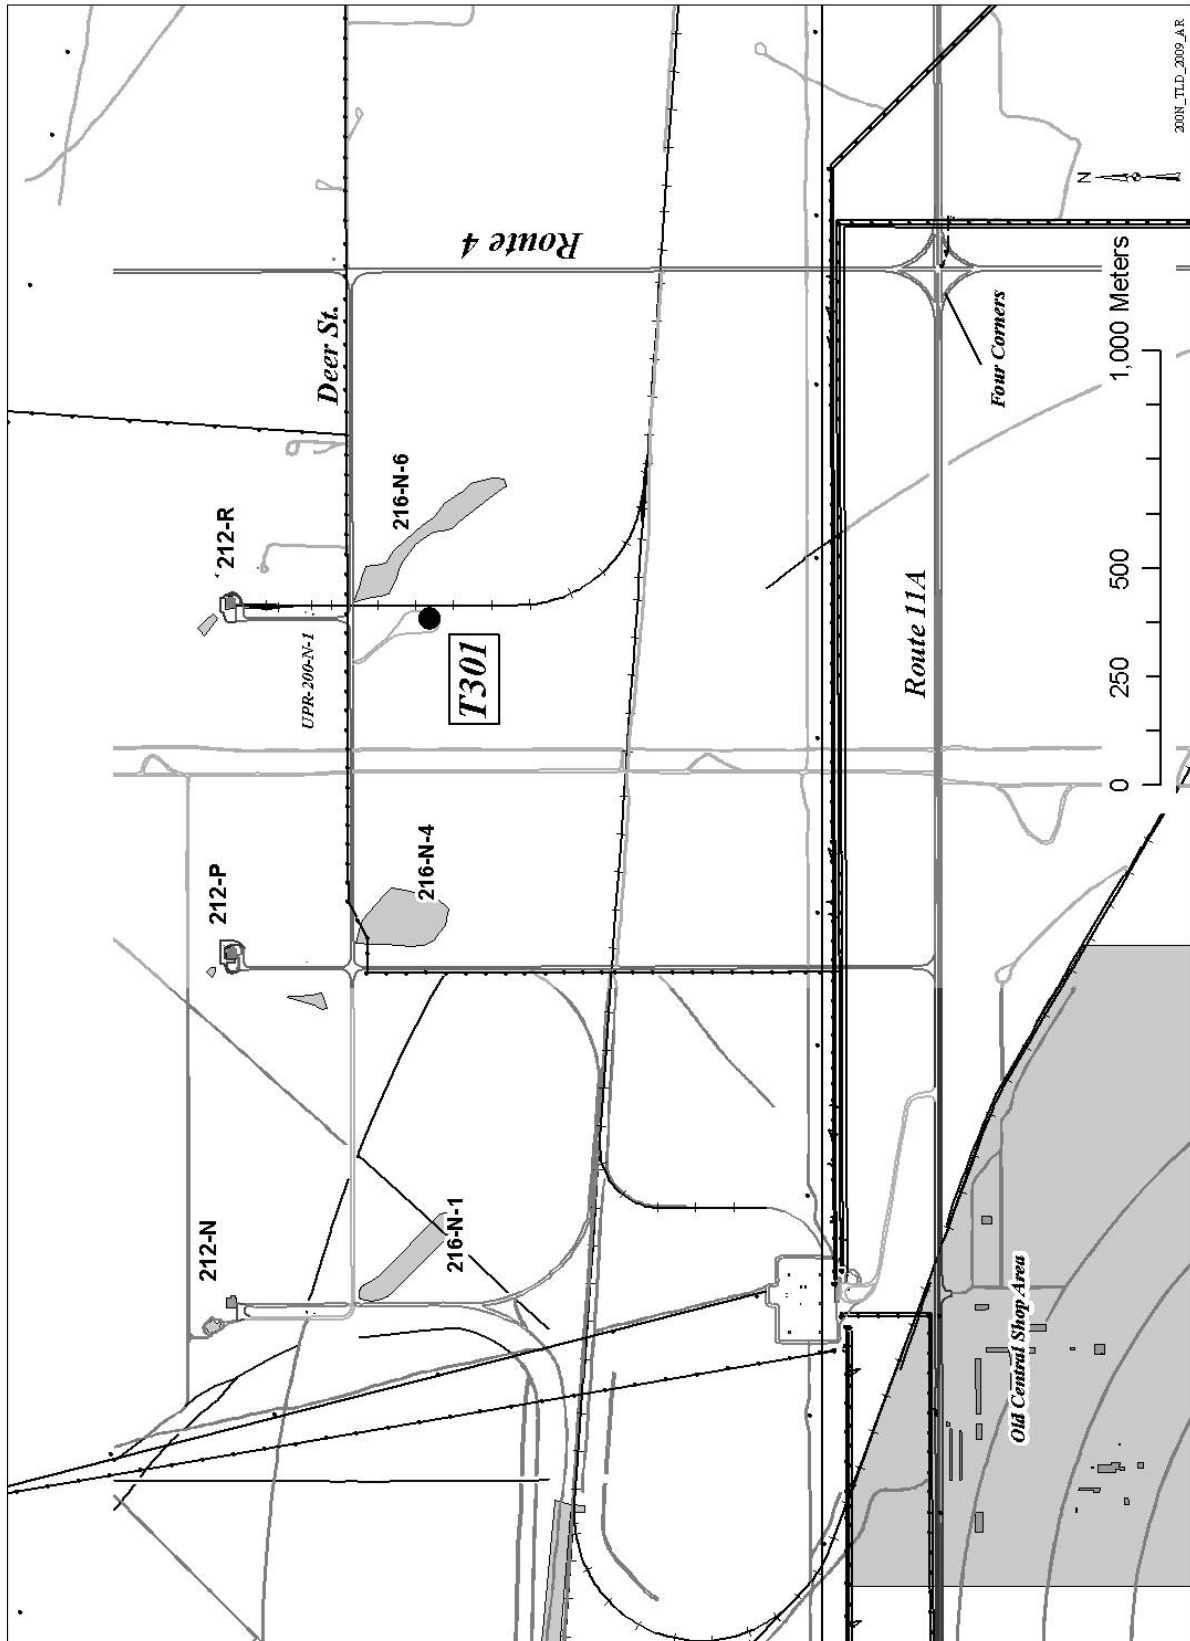 212-N
212-P
212-R
UPR-200-N-1
Deer St.
216-N-1
216-N-4
216-N-6
T301
Route 4
Route 11A
Four Corners
Old Central Shop Area
0 250 500 1,000 Meters
N
200N_TLD_2009_AR